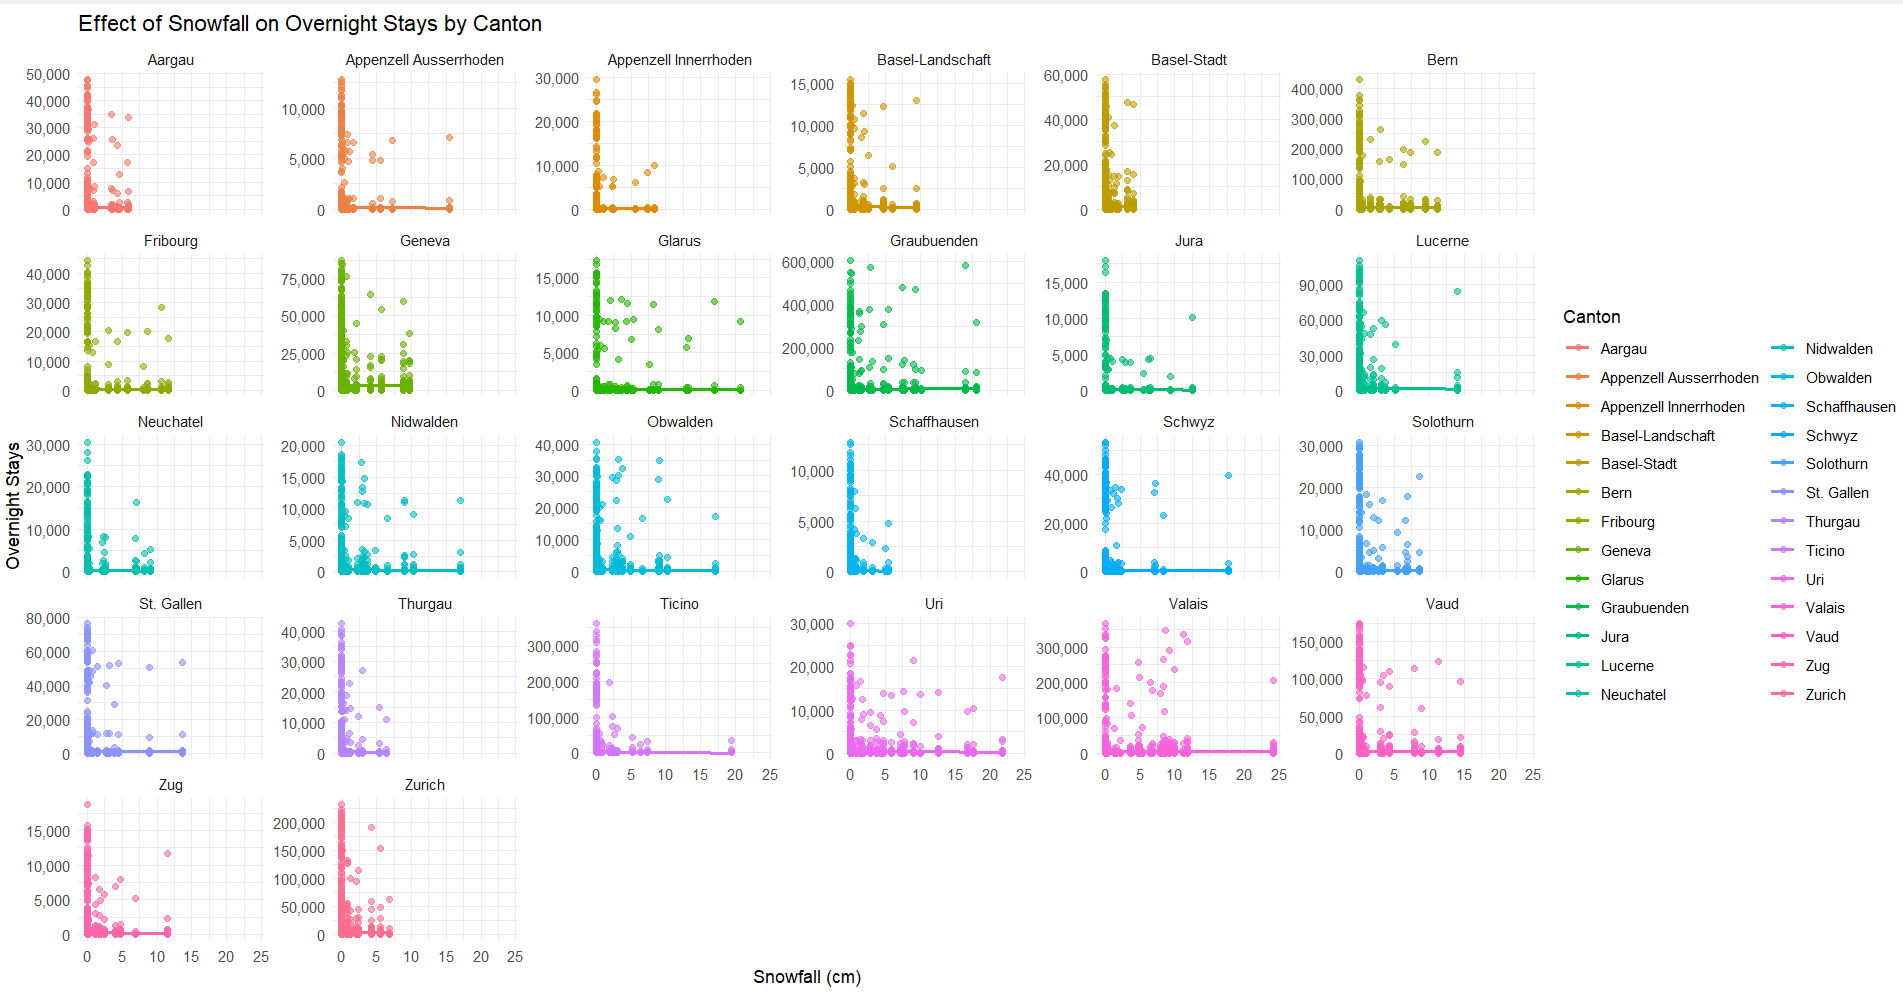 Effect of Snowfall on Overnight Stays by Canton
Aargau
50,000
40,000
30,000
20,000
10,000
0
Appenzell Ausserrhoden
10,000
5,000
0
Appenzell Innerrhoden
30,000
20,000
10,000
0
Basel-Landschaft
15,000
10,000
5,000
0
Basel-Stadt
60,000
40,000
20,000
0
Bern
400,000
300,000
200,000
100,000
0
Fribourg
40,000
30,000
20,000
10,000
0
Geneva
75,000
50,000
25,000
0
Glarus
15,000
10,000
5,000
0
Graubuenden
600,000
400,000
200,000
0
Jura
15,000
10,000
5,000
0
Lucerne
90,000
60,000
30,000
0
Neuchatel
30,000
20,000
10,000
0
Nidwalden
20,000
15,000
10,000
5,000
0
Obwalden
40,000
30,000
20,000
10,000
0
Schaffhausen
10,000
5,000
0
Schwyz
40,000
20,000
0
Solothurn
30,000
20,000
10,000
0
St. Gallen
80,000
60,000
40,000
20,000
0
Thurgau
40,000
30,000
20,000
10,000
0
Ticino
300,000
200,000
100,000
0
0 5 10 15 20 25
Uri
30,000
20,000
10,000
0
0 5 10 15 20 25
Valais
300,000
200,000
100,000
0
0 5 10 15 20 25
Vaud
150,000
100,000
50,000
0
0 5 10 15 20 25
Zug
15,000
10,000
5,000
0
0 5 10 15 20 25
Zurich
200,000
150,000
100,000
50,000
0
0 5 10 15 20 25
Overnight Stays
Snowfall (cm)
Canton
Aargau
Appenzell Ausserrhoden
Appenzell Innerrhoden
Basel-Landschaft
Basel-Stadt
Bern
Fribourg
Geneva
Glarus
Graubuenden
Jura
Lucerne
Neuchatel
Nidwalden
Obwalden
Schaffhausen
Schwyz
Solothurn
St. Gallen
Thurgau
Ticino
Uri
Valais
Vaud
Zug
Zurich